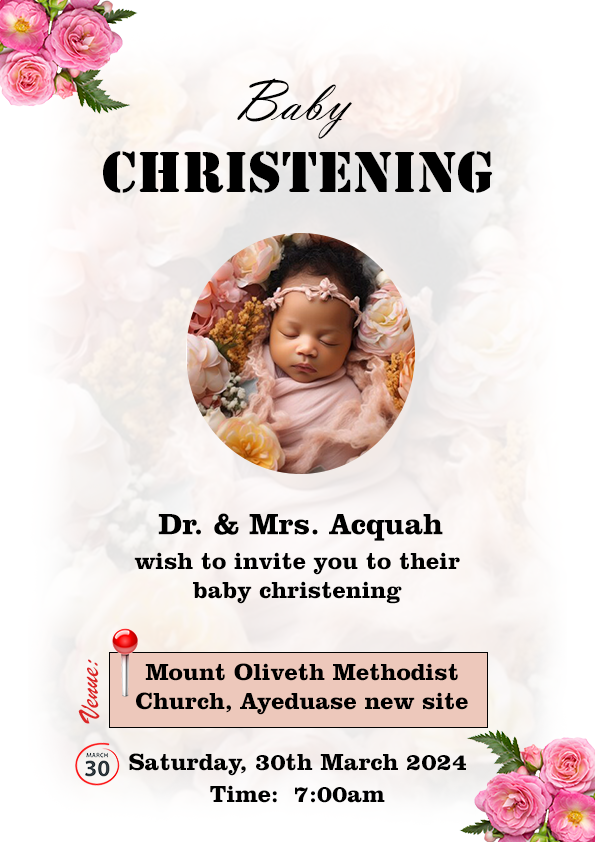 Baby
CHRISTENING
Dr. & Mrs. Acquah
wish to invite you to their
baby christening
Venue:
Mount Oliveth Methodist
Church, Ayeduase new site
MARCH
30
Saturday, 30th March 2024
Time: 7:00am